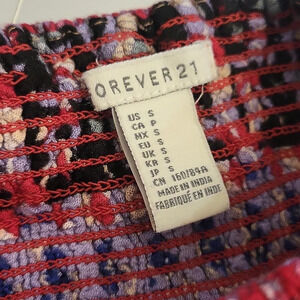 OREVER 21
US S
CA P
MX S
EU S
UK S
KR S
JP S
CN 160/84A
MADE IN INDIA
FABRIQUÉ EN INDE